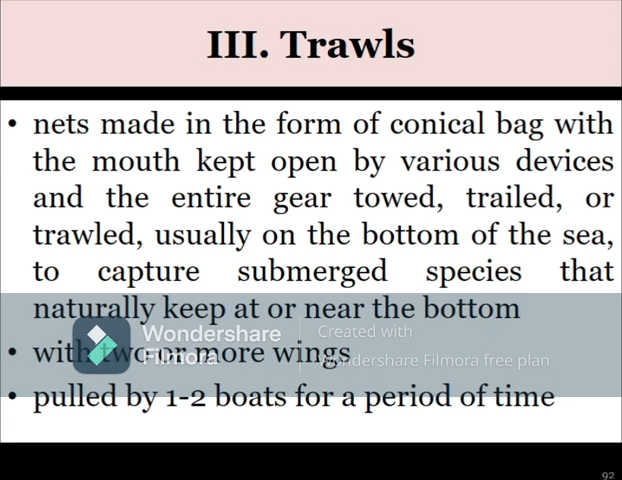 III. Trawls
• nets made in the form of conical bag with
the mouth kept open by various devices
and the entire gear towed, trailed, or
trawled, usually on the bottom of the sea,
to capture submerged species that
naturally keep at or near the bottom
Wondershare
Filmora
Created with
Wondershare Filmora free plan
• with two or more wings
• pulled by 1-2 boats for a period of time
92